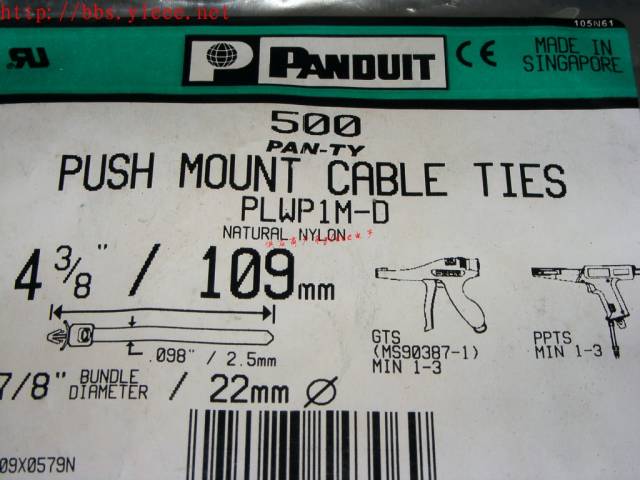 http://bbs.ylcec.net
105N61
PANDUIT
CE
MADE IN
SINGAPORE
500
PAN-TY
PUSH MOUNT CABLE TIES
PLWP1M-D
NATURAL NYLON
4 3/8" / 109mm
.098" / 2.5mm
GTS
(MS90387-1)
MIN 1-3
PPTS
MIN 1-3
7/8" BUNDLE DIAMETER / 22mm Ø
09X0579N